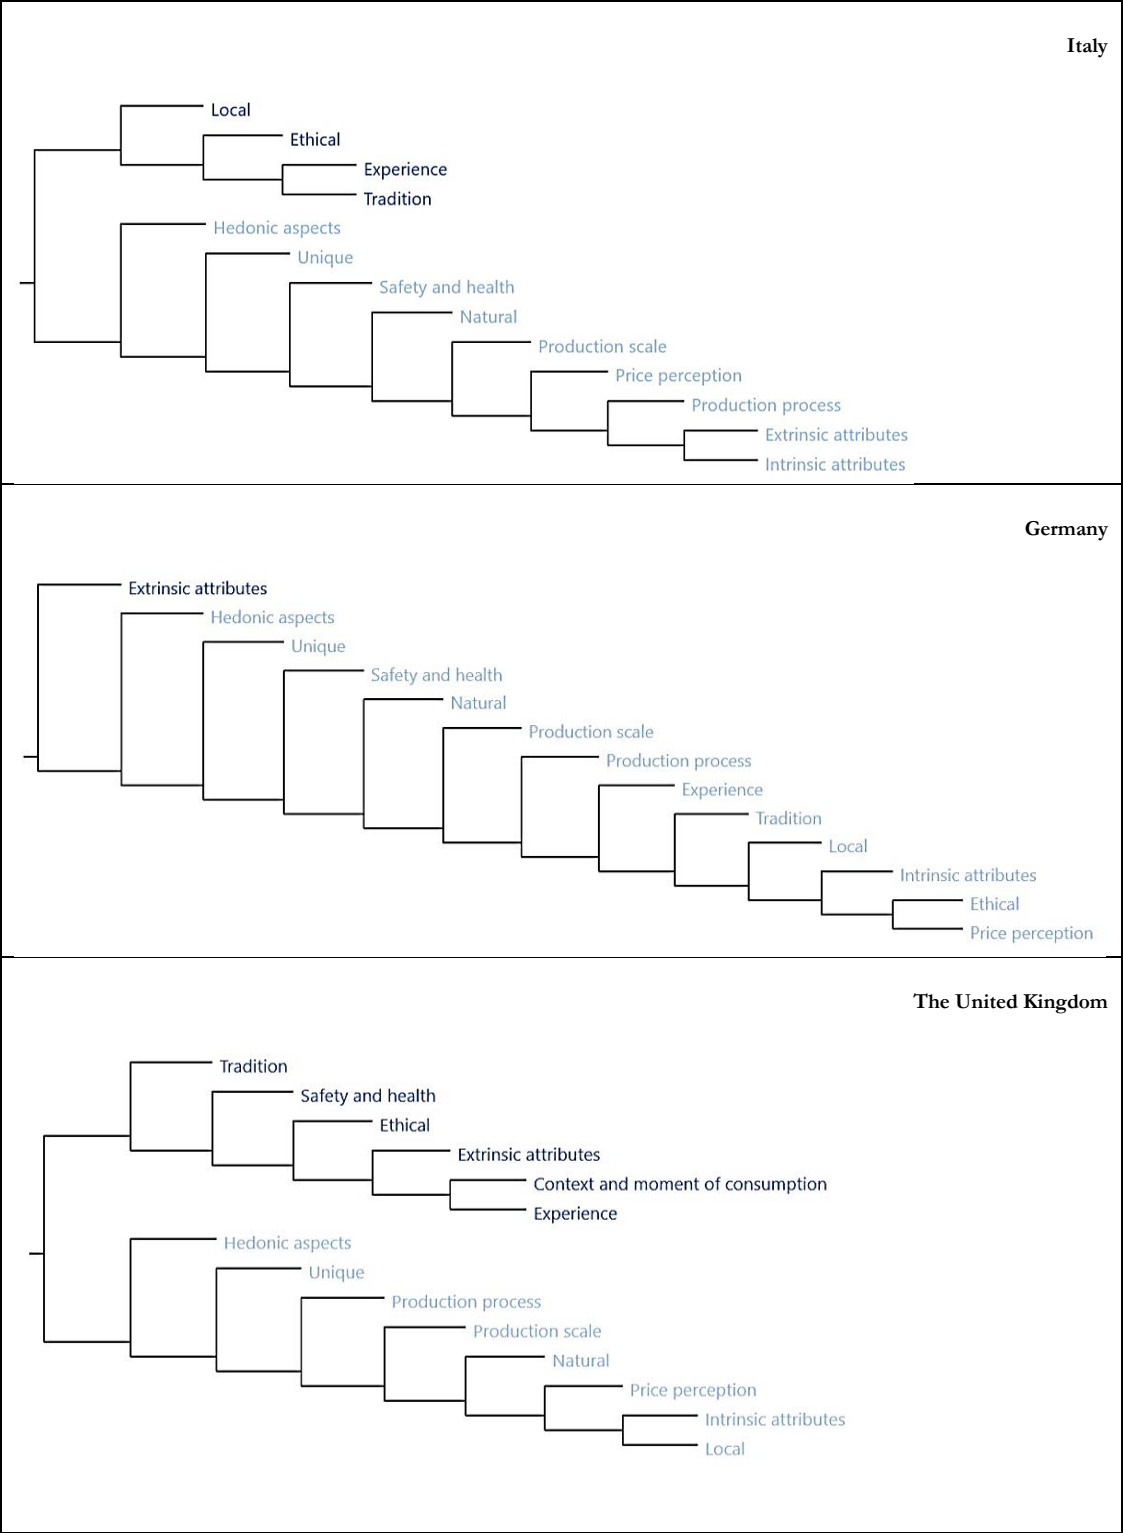 Italy
Local
Ethical
Experience
Tradition
Hedonic aspects
Unique
Safety and health
Natural
Production scale
Price perception
Production process
Extrinsic attributes
Intrinsic attributes
Germany
Extrinsic attributes
Hedonic aspects
Unique
Safety and health
Natural
Production scale
Production process
Experience
Tradition
Local
Intrinsic attributes
Ethical
Price perception
The United Kingdom
Tradition
Safety and health
Ethical
Extrinsic attributes
Context and moment of consumption
Experience
Hedonic aspects
Unique
Production process
Production scale
Natural
Price perception
Intrinsic attributes
Local